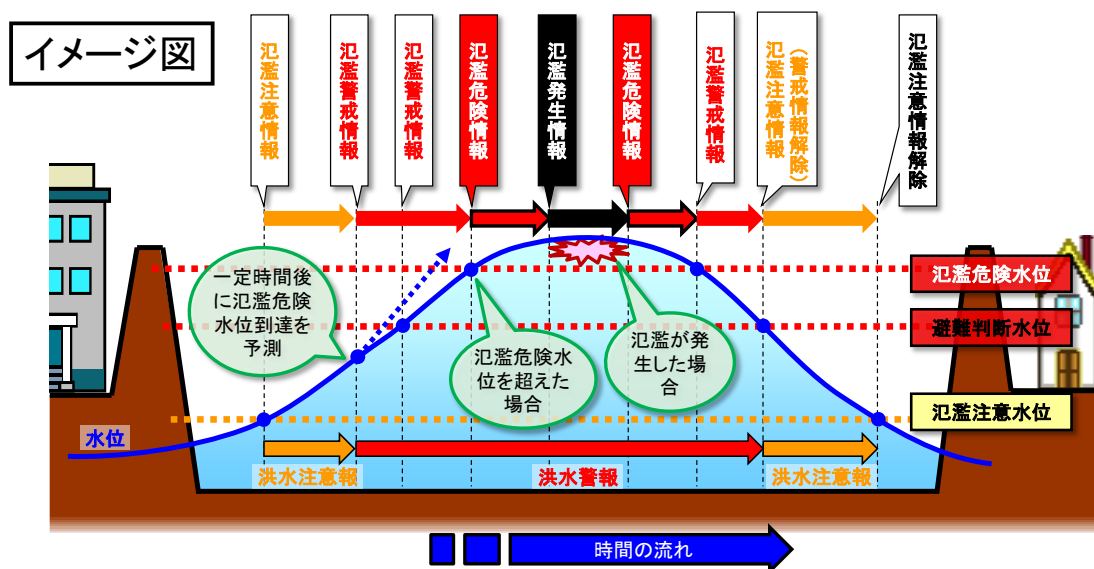 イメージ図
氾濫注意情報
氾濫警戒情報
氾濫警戒情報
氾濫危険情報
氾濫発生情報
氾濫危険情報
氾濫警戒情報
氾濫注意情報
（警戒情報解除）
氾濫注意情報解除
一定時間後
に氾濫危険
水位到達を
予測
氾濫危険水
位を超えた
場合
氾濫が発
生した場
合
氾濫危険水位
避難判断水位
氾濫注意水位
水位
洪水注意報
洪水警報
洪水注意報
時間の流れ